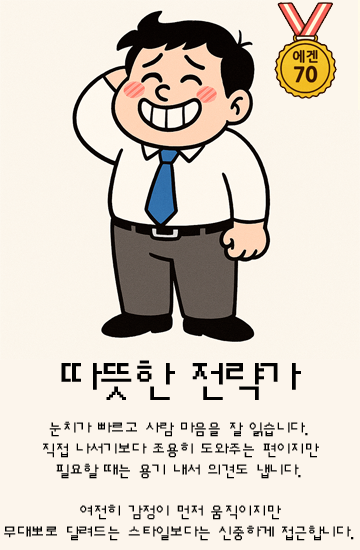 에겐
70
따뜻한 전략가
눈치가 빠르고 사람 마음을 잘 읽습니다.
직접 나서기보다 조용히 도와주는 편이지만
필요할 때는 용기 내서 의견도 냅니다.
여전히 감정이 먼저 움직이지만
무대뽀로 달려드는 스타일보다는 신중하게 접근합니다.